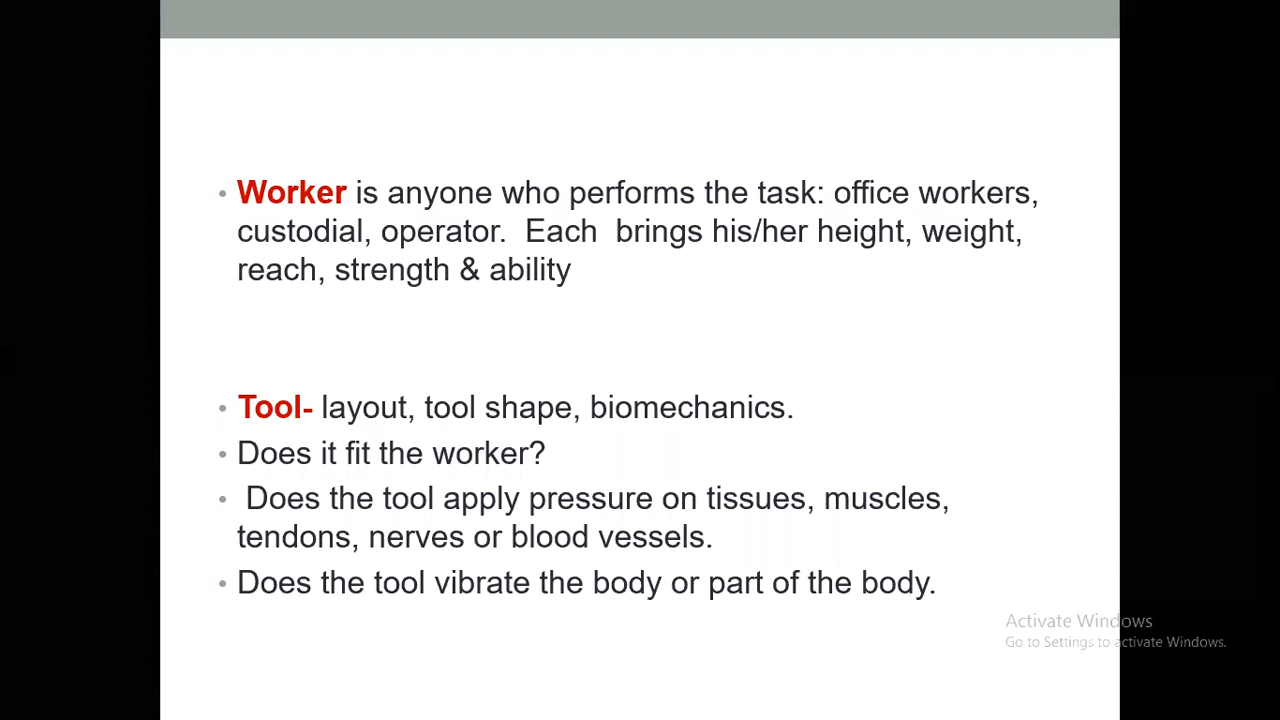 • Worker is anyone who performs the task: office workers,
custodial, operator.  Each  brings his/her height, weight,
reach, strength & ability
• Tool- layout, tool shape, biomechanics.
• Does it fit the worker?
•  Does the tool apply pressure on tissues, muscles,
tendons, nerves or blood vessels.
• Does the tool vibrate the body or part of the body.
Activate Windows
Go to Settings to activate Windows.